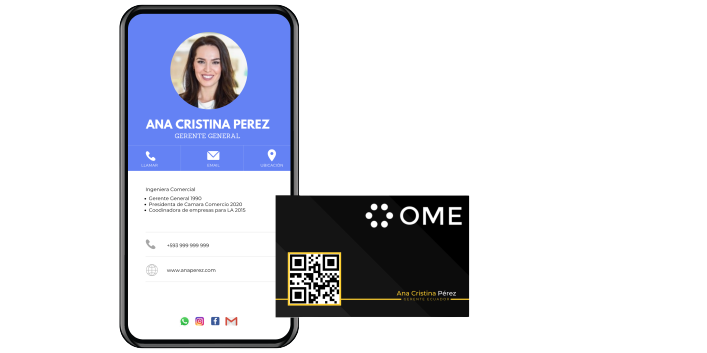 ANA CRISTINA PEREZ
GERENTE GENERAL
LLAMAR
EMAIL
UBICACIÓN
Ingeniera Comercial
• Gerente General 1990
• Presidenta de Camara Comercio 2020
• Coodinadora de empresas para LA 2015
+593 999 999 999
www.anaperez.com
OME
Ana Cristina Pérez
GERENTE ECUADOR